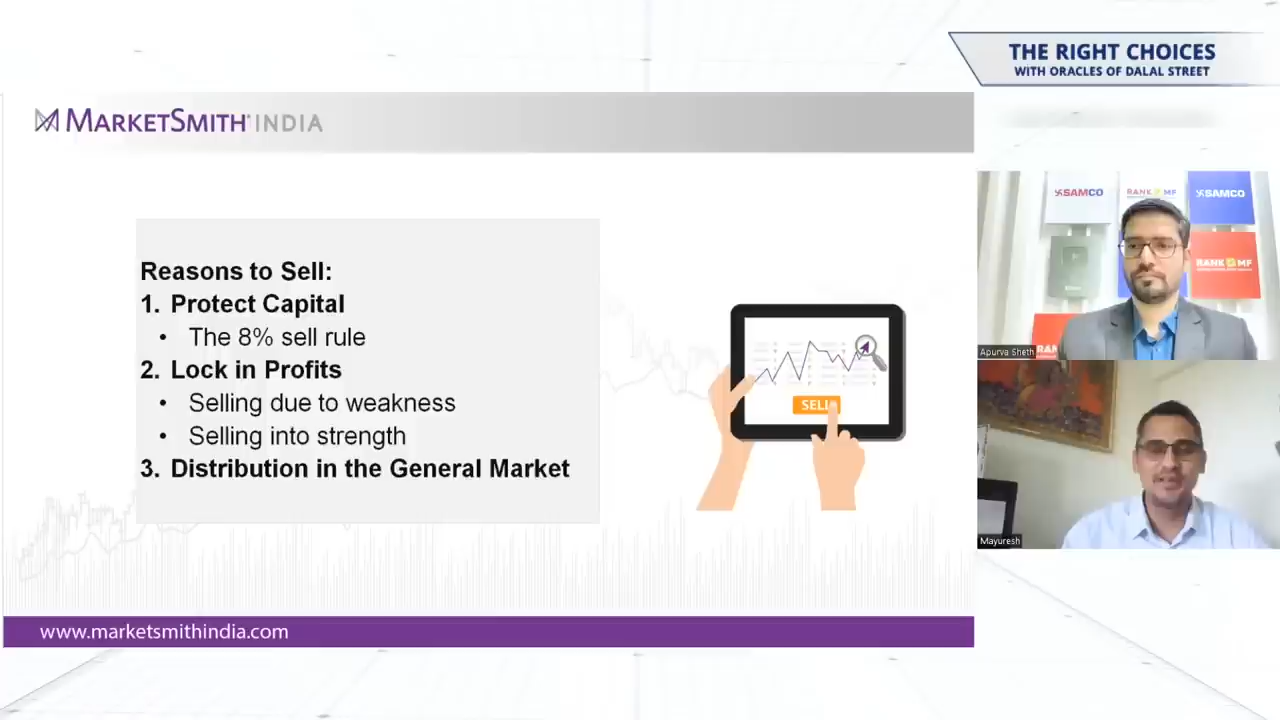 THE RIGHT CHOICES
WITH ORACLES OF DALAL STREET
MARKETSMITH INDIA
Reasons to Sell:
1. Protect Capital
• The 8% sell rule
2. Lock in Profits
• Selling due to weakness
• Selling into strength
3. Distribution in the General Market
SELL
www.marketsmithindia.com
SAMCO
RANK MF
SAMCO
RANK MF
Apurva Sheth
Mayuresh